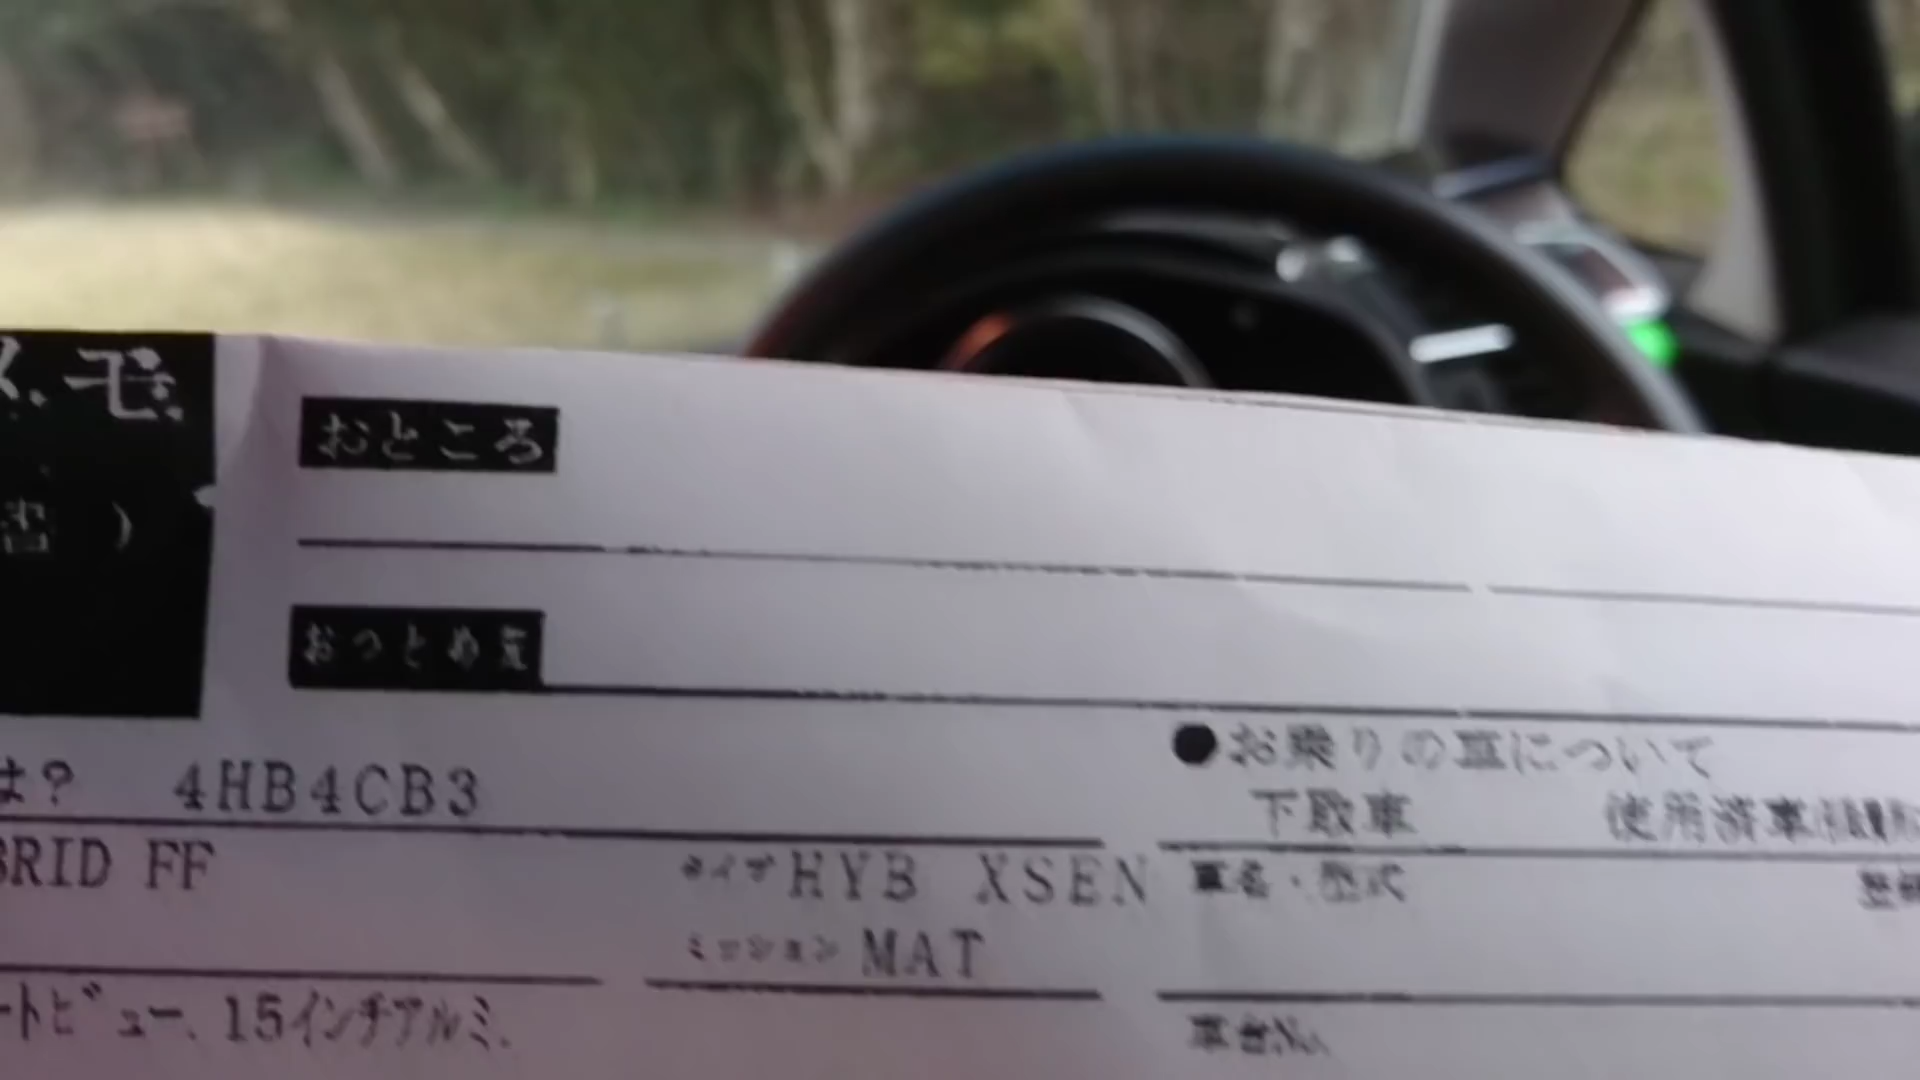 メモ
おところ
書）
おつとめ先
は？ 4HB4CB3
●お乗りの車について
下取車 使用済車
BRID FF
タイプ HYB XSEN
車名・型式
ミッション MAT
ートビュー．15インチアルミ．
車台No.